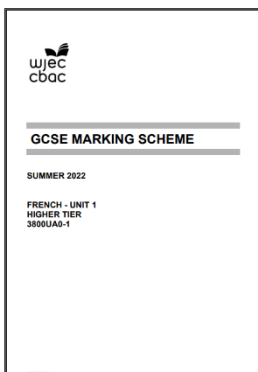 wjec
cbac
GCSE MARKING SCHEME
SUMMER 2022
FRENCH - UNIT 1
HIGHER TIER
3800UA0-1